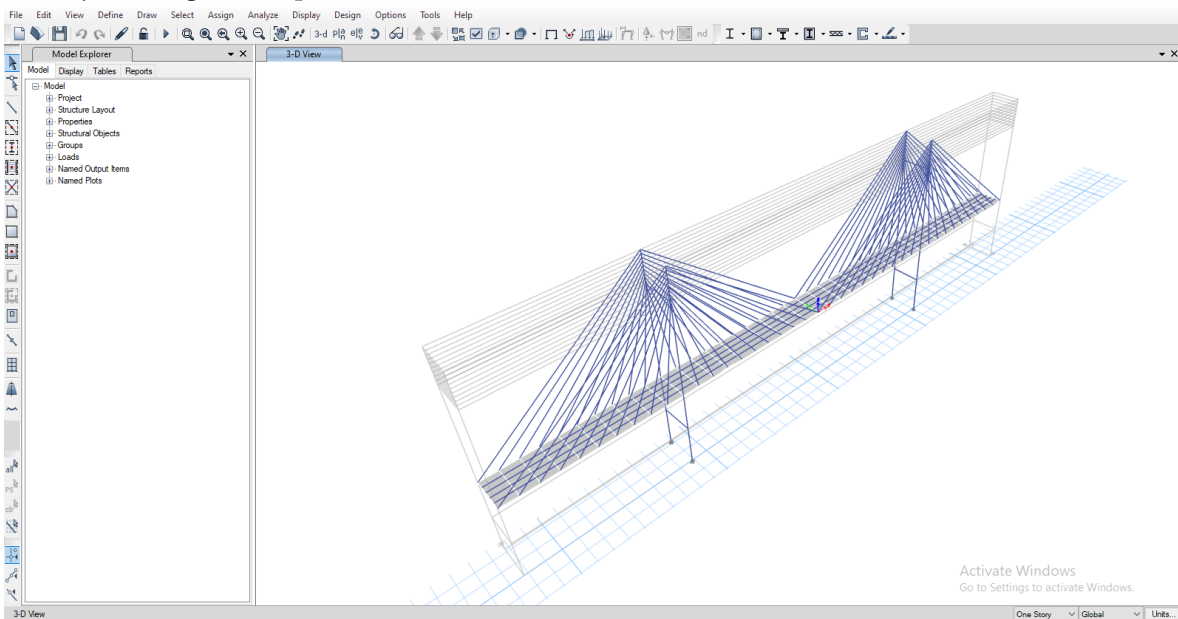 File Edit View Define Draw Select Assign Analyze Display Design Options Tools Help
3-d
nd
Model Explorer
3-D View
Model Display Tables Reports
Model
Project
Structure Layout
Properties
Structural Objects
Groups
Loads
Named Output Items
Named Plots
all
ps
clr
Activate Windows
Go to Settings to activate Windows.
3-D View
One Story Global Units...